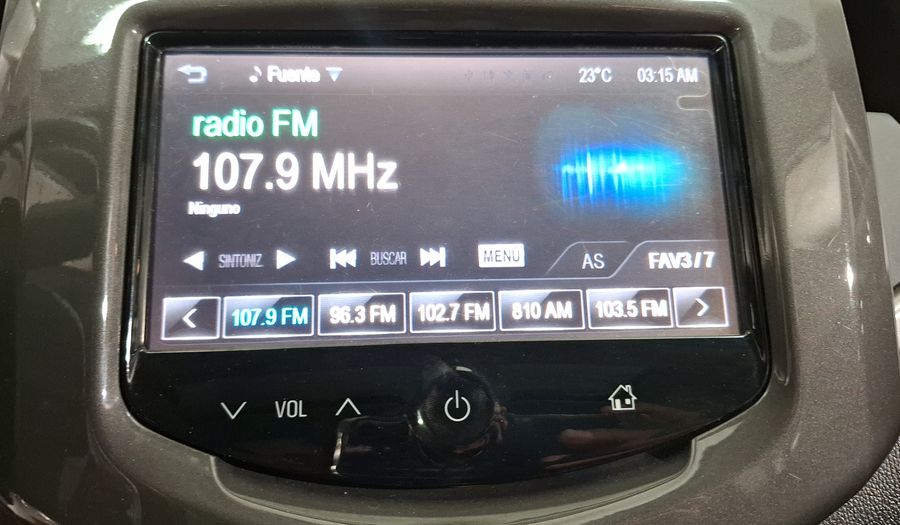 Fuente 23°C 03:15 AM
radio FM
107.9 MHz
Ninguno
SINTONIZ. BUSCAR MENÚ AS FAV3/7
107.9 FM 96.3 FM 102.7 FM 810 AM 103.5 FM
VOL